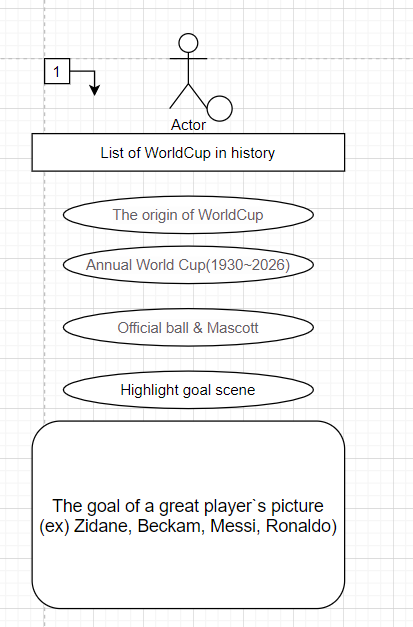 1
Actor
List of WorldCup in history
The origin of WorldCup
Annual World Cup(1930~2026)
Official ball & Mascott
Highlight goal scene
The goal of a great player`s picture
(ex) Zidane, Beckam, Messi, Ronaldo)